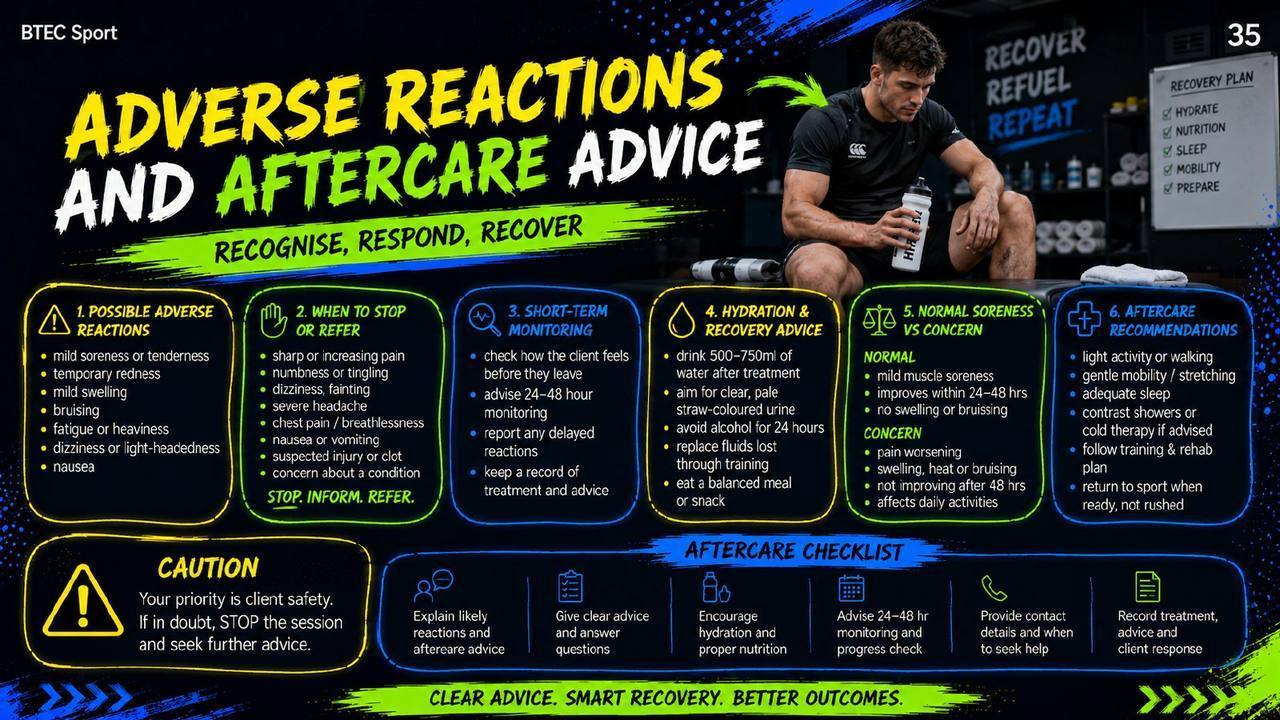 BTEC Sport
35
ADVERSE REACTIONS
AND AFTERCARE ADVICE
RECOGNISE, RESPOND, RECOVER
RECOVER
REFUEL
REPEAT
RECOVERY PLAN
HYDRATE
NUTRITION
SLEEP
MOBILITY
PREPARE
1. POSSIBLE ADVERSE
REACTIONS
• mild soreness or tenderness
• temporary redness
• mild swelling
• bruising
• fatigue or heaviness
• dizziness or light-headedness
• nausea
2. WHEN TO STOP
OR REFER
• sharp or increasing pain
• numbness or tingling
• dizziness, fainting
• severe headache
• chest pain / breathlessness
• nausea or vomiting
• suspected injury or clot
• concern about a condition
STOP. INFORM. REFER.
3. SHORT-TERM
MONITORING
• check how the client feels
before they leave
• advise 24–48 hour
monitoring
• report any delayed
reactions
• keep a record of
treatment and advice
4. HYDRATION &
RECOVERY ADVICE
• drink 500–750ml of
water after treatment
• aim for clear, pale
straw-coloured urine
• avoid alcohol for 24 hours
• replace fluids lost
through training
• eat a balanced meal
or snack
5. NORMAL SORENESS
VS CONCERN
NORMAL
• mild muscle soreness
• improves within 24–48 hrs
• no swelling or bruissing
CONCERN
• pain worsening
• swelling, heat or bruising
• not improving after 48 hrs
• affects daily activities
6. AFTERCARE
RECOMMENDATIONS
• light activity or walking
• gentle mobility / stretching
• adequate sleep
• contrast showers or
cold therapy if advised
• follow training & rehab
plan
• return to sport when
ready, not rushed
CAUTION
Your priority is client safety.
If in doubt, STOP the session
and seek further advice.
AFTERCARE CHECKLIST
Explain likely
reactions and
aftereare advice
Give clear advice
and answer
questions
Encourage
hydration and
proper nutrition
Advise 24–48 hr
monitoring and
progress check
Provide contact
details and when
to seek help
Record treatment,
advice and
client response
CLEAR ADVICE. SMART RECOVERY. BETTER OUTCOMES.